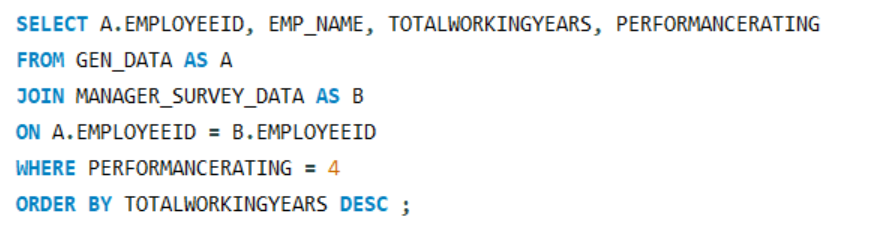 SELECT A.EMPLOYEEID, EMP_NAME, TOTALWORKINGYEARS, PERFORMANCERATING
FROM GEN_DATA AS A
JOIN MANAGER_SURVEY_DATA AS B
ON A.EMPLOYEEID = B.EMPLOYEEID
WHERE PERFORMANCERATING = 4
ORDER BY TOTALWORKINGYEARS DESC ;